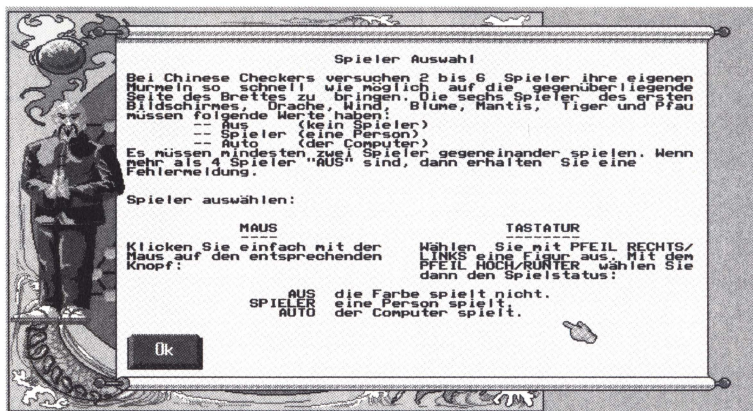 Spieler Auswahl
Bei Chinese Checkers versuchen 2 bis 6 Spieler ihre eigenen
Murmeln so schnell wie möglich auf die gegenüberliegende
Seite des Brettes zu bringen. Die sechs Spieler des ersten
Bildschirmes, Drache, Wind, Blume, Mantis, Tiger und Pfau
müssen folgende Werte haben:
-- Aus (kein Spieler)
-- Spieler (eine Person)
-- Auto (der Computer)
Es müssen mindesten zwei Spieler gegeneinander spielen. Wenn
mehr als 4 Spieler "AUS" sind, dann erhalten Sie eine
Fehlermeldung.
Spieler auswählen:
MAUS
----
Klicken Sie einfach mit der
Maus auf den entsprechenden
Knopf:
TASTATUR
--------
Wählen Sie mit PFEIL RECHTS/
LINKS eine Figur aus. Mit dem
PFEIL HOCH/RUNTER wählen Sie
dann den Spielstatus:
AUS die Farbe spielt nicht.
SPIELER eine Person spielt.
AUTO der Computer spielt.
Ok